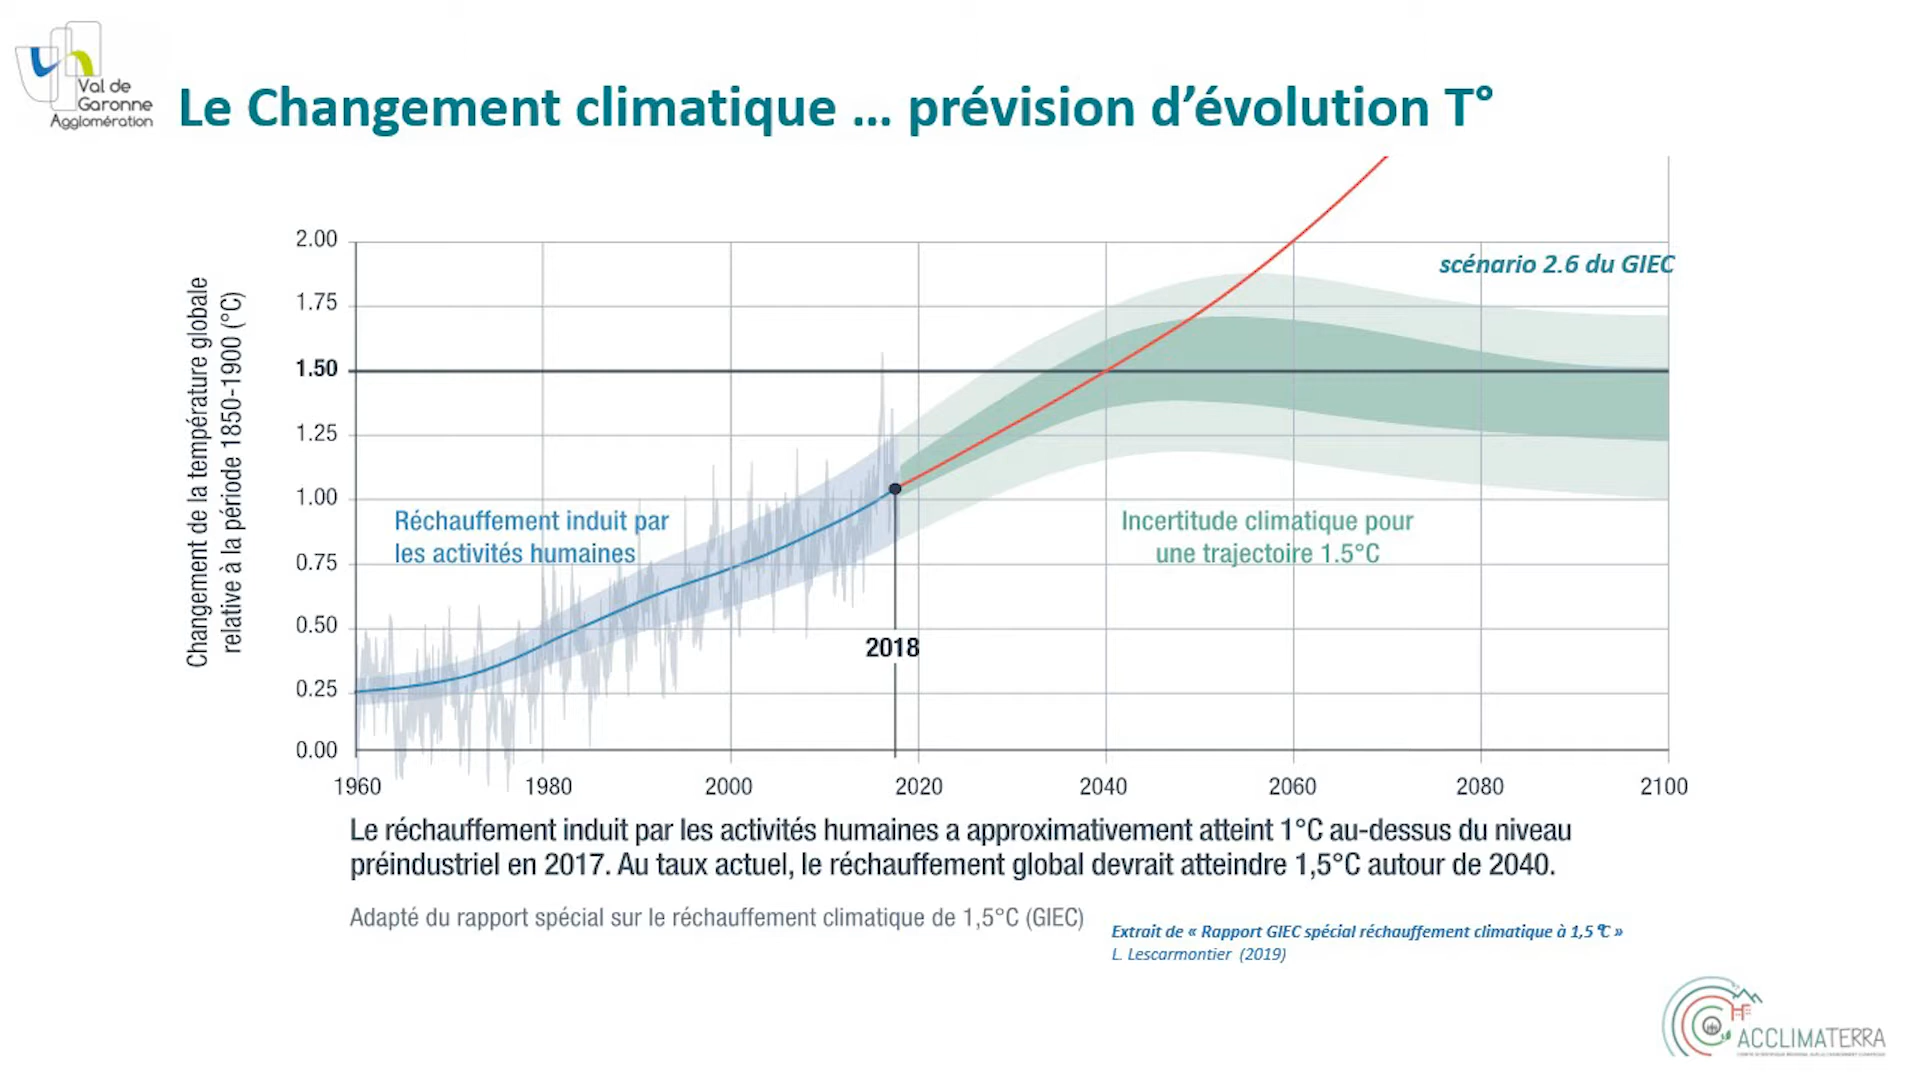 Val de
Garonne
Agglomération
Le Changement climatique ... prévision d'évolution T°
Changement de la température globale
relative à la période 1850-1900 (°C)
2.00
1.75
1.50
1.25
1.00
0.75
0.50
0.25
0.00
scénario 2.6 du GIEC
Réchauffement induit par
les activités humaines
Incertitude climatique pour
une trajectoire 1.5°C
2018
1960 1980 2000 2020 2040 2060 2080 2100
Le réchauffement induit par les activités humaines a approximativement atteint 1°C au-dessus du niveau
préindustriel en 2017. Au taux actuel, le réchauffement global devrait atteindre 1,5°C autour de 2040.
Adapté du rapport spécial sur le réchauffement climatique de 1,5°C (GIEC)
Extrait de « Rapport GIEC spécial réchauffement climatique à 1,5 °C »
L. Lescarmontier (2019)
ACCLIMATERRA